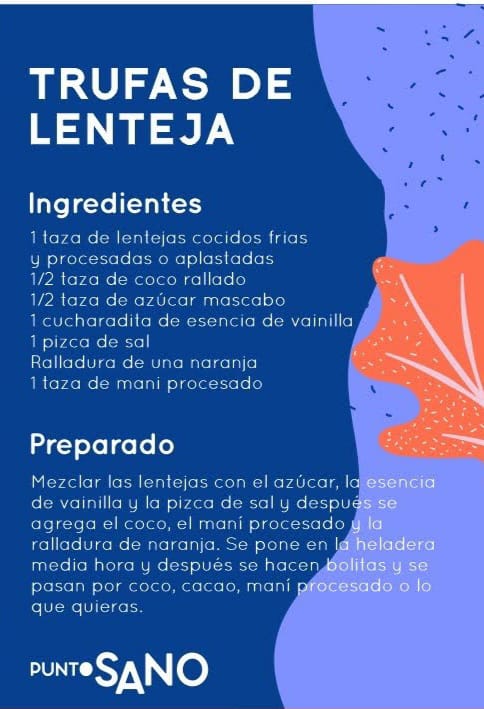 TRUFAS DE
LENTEJA
Ingredientes
1 taza de lentejas cocidos frias
y procesadas o aplastadas
1/2 taza de coco rallado
1/2 taza de azúcar mascabo
1 cucharadita de esencia de vainilla
1 pizca de sal
Ralladura de una naranja
1 taza de mani procesado
Preparado
Mezclar las lentejas con el azúcar, la esencia
de vainilla y la pizca de sal y después se
agrega el coco, el maní procesado y la
ralladura de naranja. Se pone en la heladera
media hora y después se hacen bolitas y se
pasan por coco, cacao, maní procesado o lo
que quieras.
PUNTO SANO